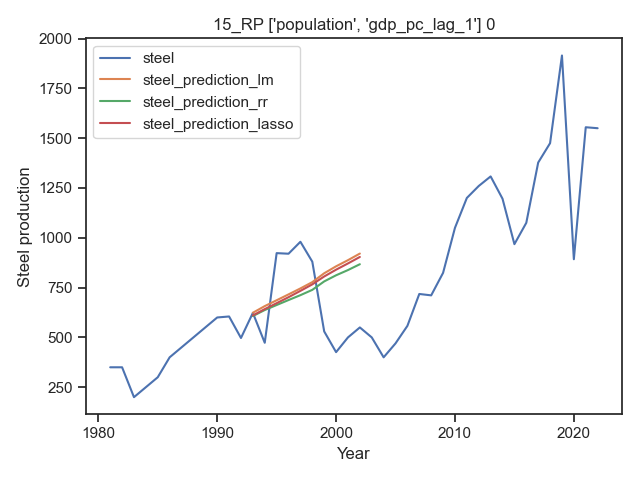 15_RP ['population', 'gdp_pc_lag_1'] 0
steel
steel_prediction_lm
steel_prediction_rr
steel_prediction_lasso
Steel production
2000
1750
1500
1250
1000
750
500
250
1980
1990
2000
2010
2020
Year